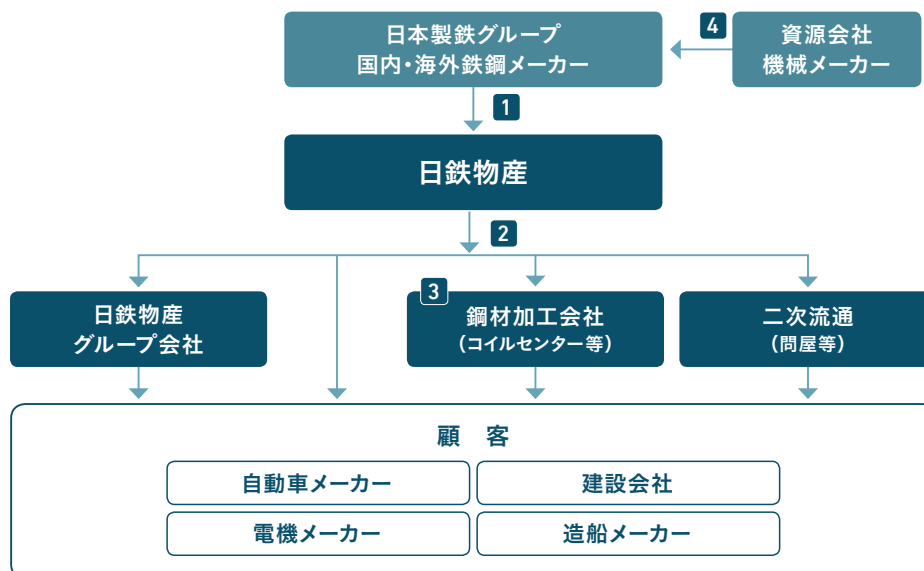 日本製鉄グループ
国内・海外鉄鋼メーカー
4
資源会社
機械メーカー
1
日鉄物産
2
日鉄物産
グループ会社
3
鋼材加工会社
(コイルセンター等)
二次流通
(問屋等)
顧 客
自動車メーカー
建設会社
電機メーカー
造船メーカー